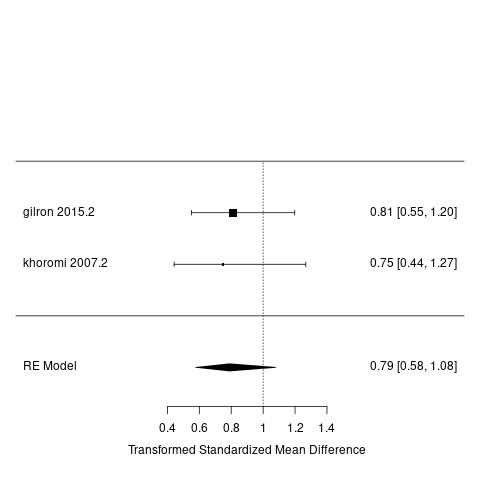 gilron 2015.2 0.81 [0.55, 1.20]
khoromi 2007.2 0.75 [0.44, 1.27]
RE Model 0.79 [0.58, 1.08]
0.4 0.6 0.8 1 1.2 1.4
Transformed Standardized Mean Difference